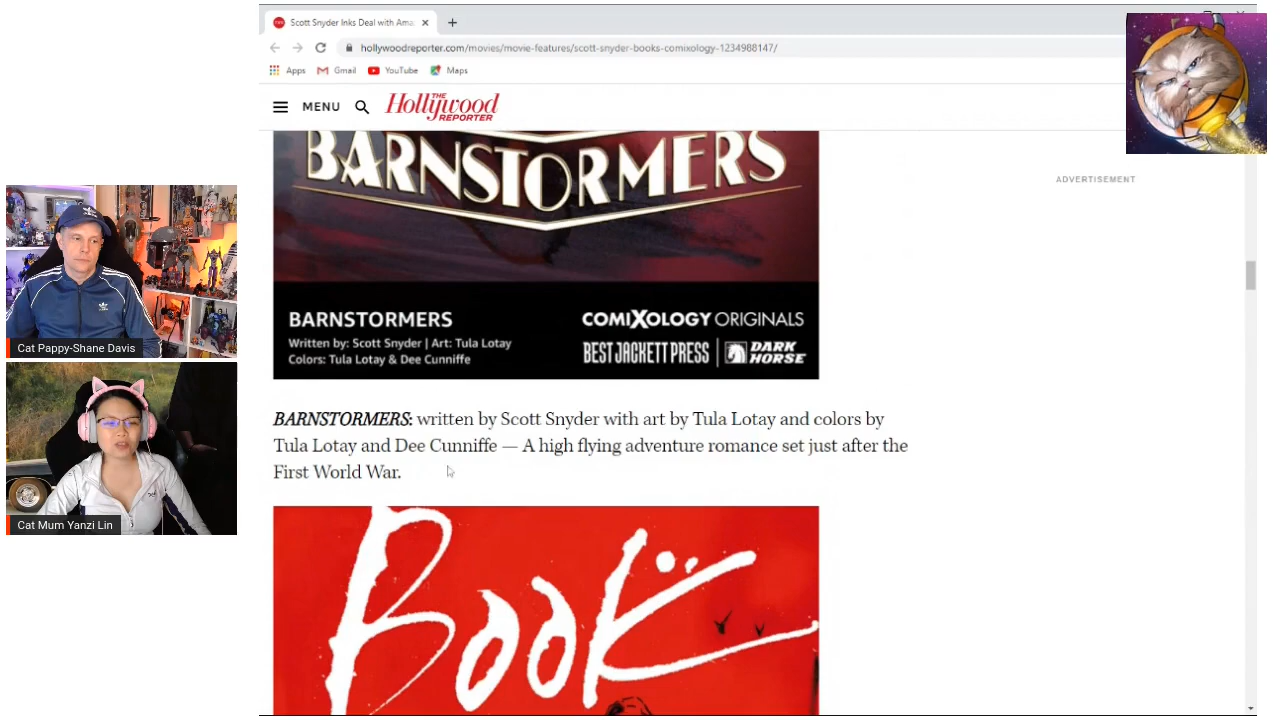 Scott Snyder Inks Deal with Ama
hollywoodreporter.com/movies/movie-features/scott-snyder-books-comixology-1234988147/
Apps Gmail YouTube Maps
MENU
THE
Hollywood
REPORTER
ADVERTISEMENT
BARNSTORMERS
BARNSTORMERS
Written by: Scott Snyder | Art: Tula Lotay
Colors: Tula Lotay & Dee Cunniffe
COMIXOLOGY ORIGINALS
BEST JACKETT PRESS
DARK
HORSE
BARNSTORMERS: written by Scott Snyder with art by Tula Lotay and colors by
Tula Lotay and Dee Cunniffe — A high flying adventure romance set just after the
First World War.
Book
Cat Pappy-Shane Davis
Cat Mum Yanzi Lin